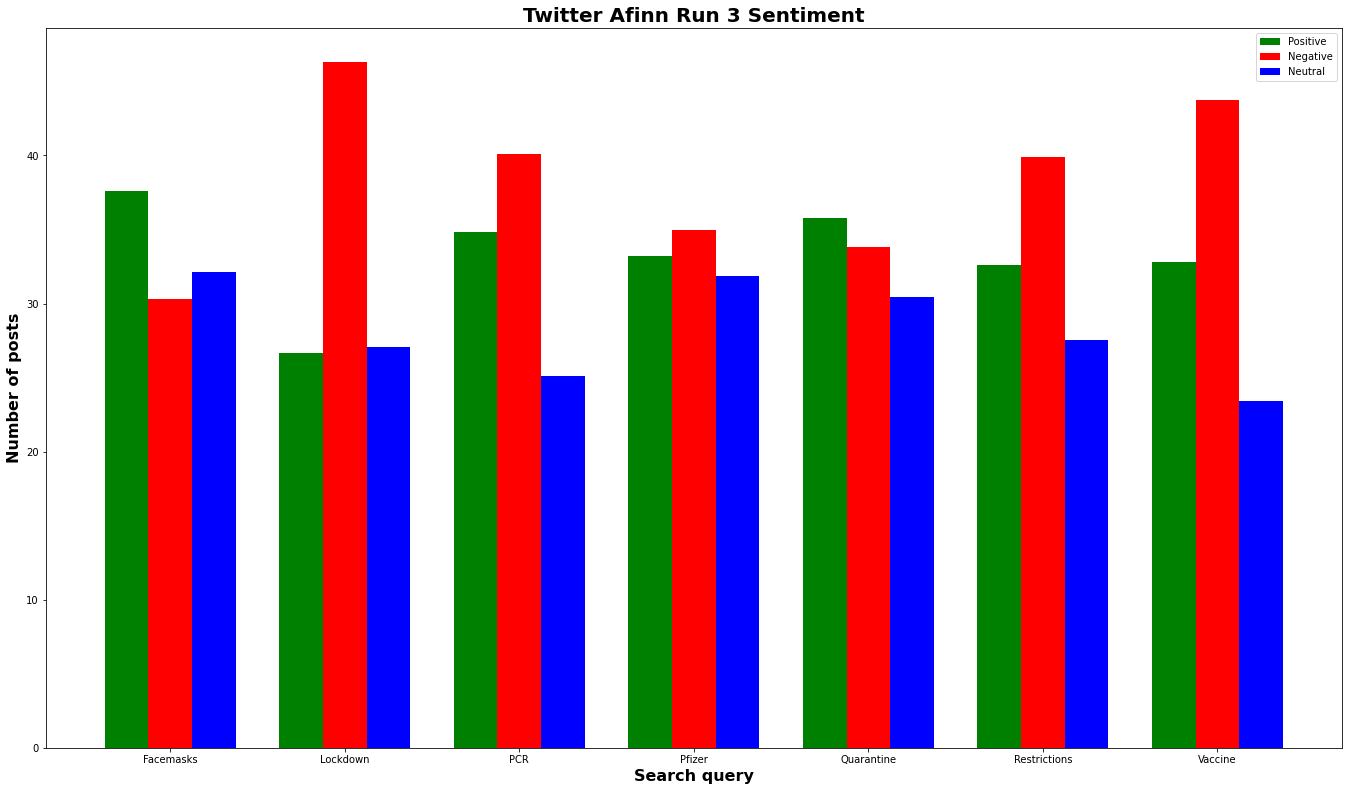 Twitter Afinn Run 3 Sentiment
Positive
Negative
Neutral
Number of posts
40
30
20
10
0
Facemasks Lockdown PCR Pfizer Quarantine Restrictions Vaccine
Search query